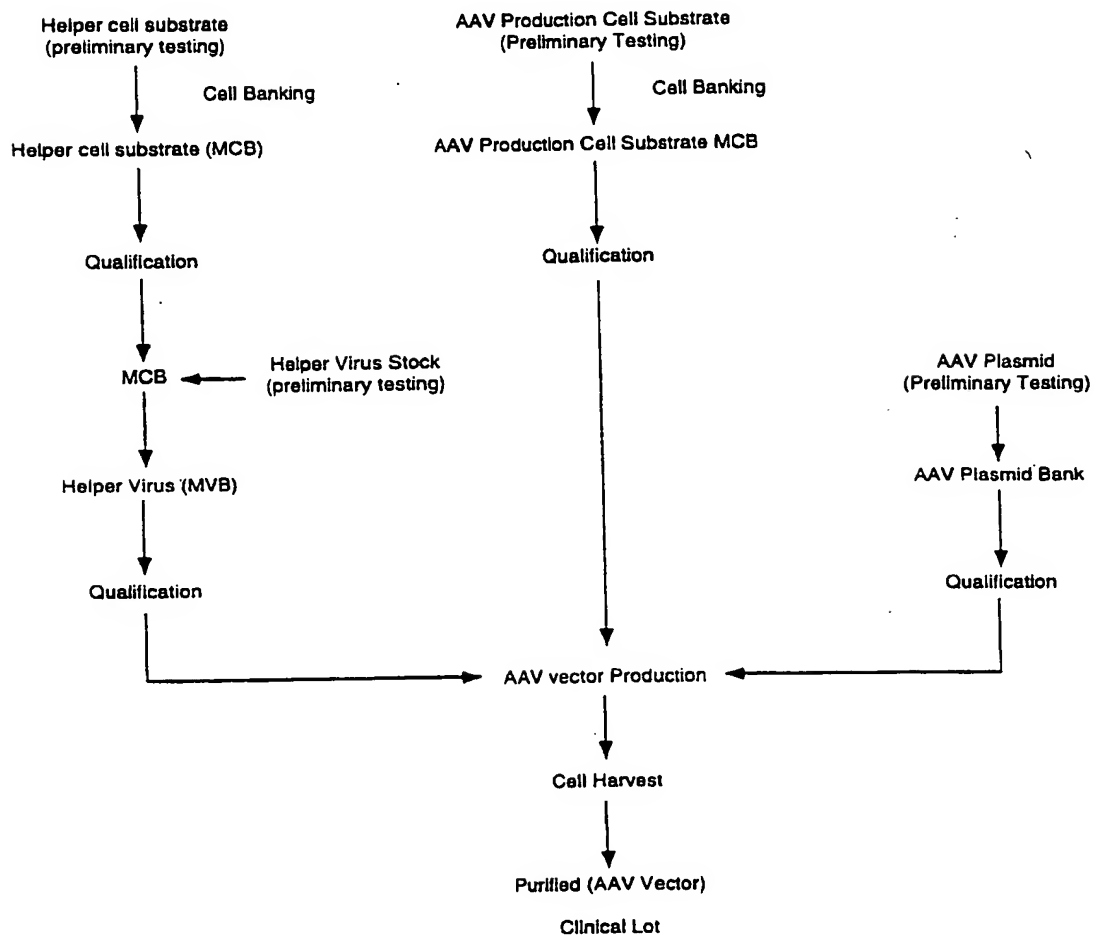 Helper cell substrate
(preliminary testing)
AAV Production Cell Substrate
(Preliminary Testing)
Cell Banking
Cell Banking
Helper cell substrate (MCB)
AAV Production Cell Substrate MCB
Qualification
Qualification
MCB
Helper Virus Stock
(preliminary testing)
AAV Plasmid
(Preliminary Testing)
Helper Virus (MVB)
AAV Plasmid Bank
Qualification
Qualification
AAV vector Production
Cell Harvest
Purified (AAV Vector)
Clinical Lot